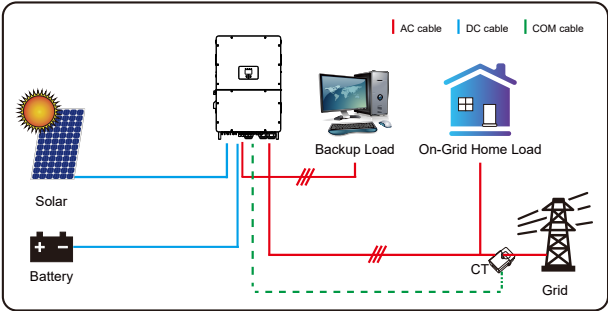 AC cable DC cable COM cable
Backup Load On-Grid Home Load
Solar
CT
Battery
Grid